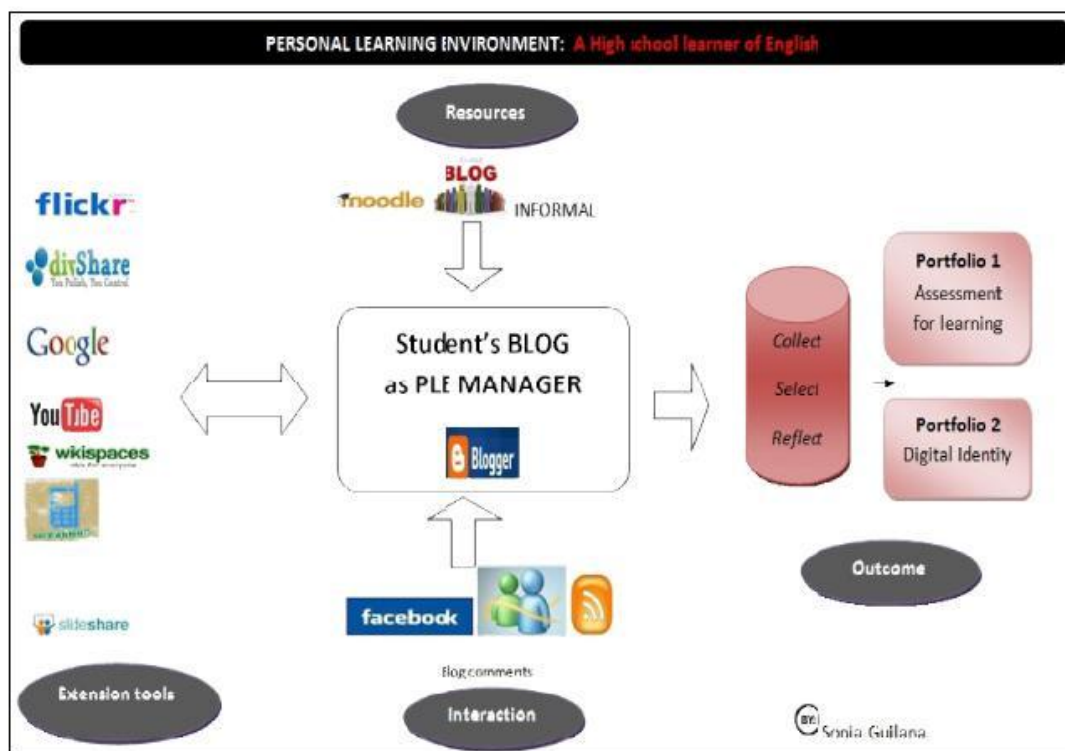 PERSONAL LEARNING ENVIRONMENT: A High school learner of English
Resources
BLOG
moodle
INFORMAL
flickr
divShare
Google
YouTube
wikispaces
slideshare
Extension tools
Student's BLOG
as PLE MANAGER
Blogger
facebook
Blog comments
Interaction
Collect
Select
Reflect
Portfolio 1
Assessment
for learning
Portfolio 2
Digital Identity
Outcome
Sonia Guilana